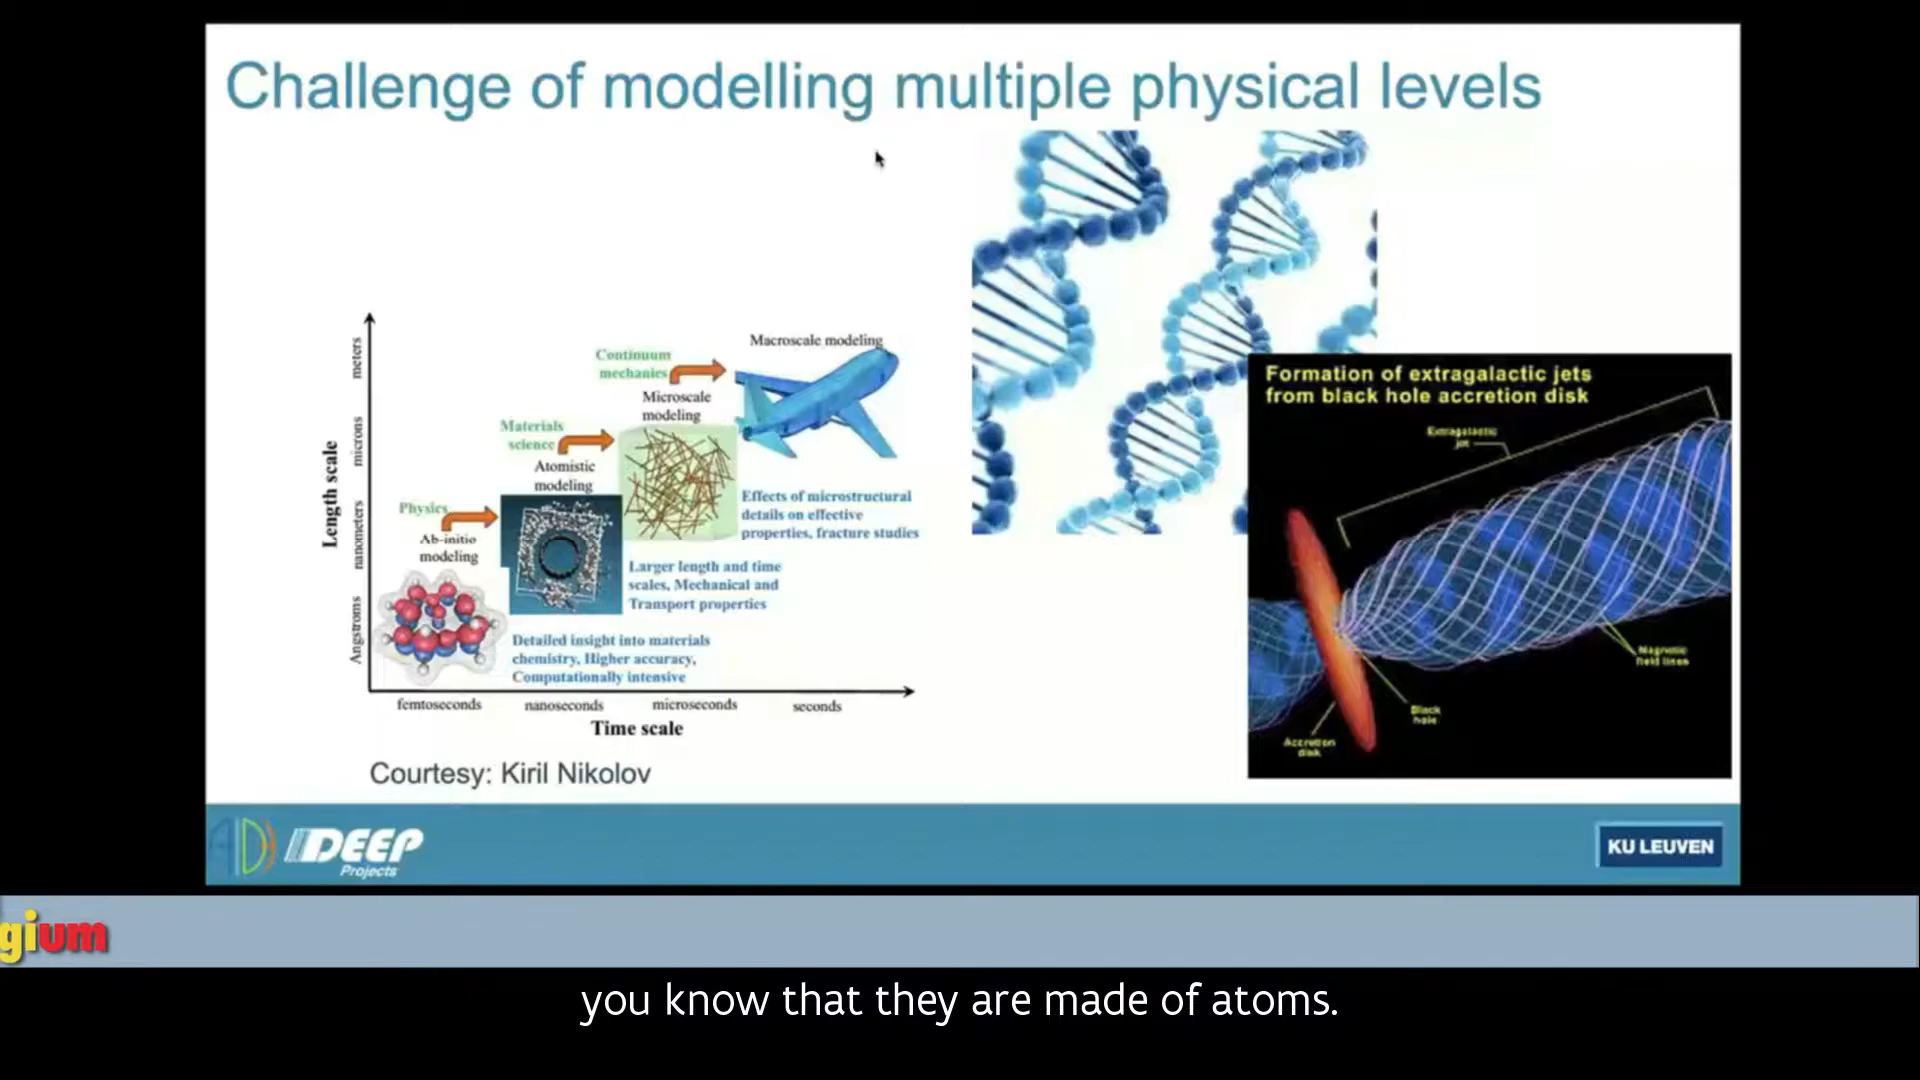 Challenge of modelling multiple physical levels
Length scale
meters
microns
nanometers
Angstroms
Macroscale modeling
Continuum
mechanics
Microscale
modeling
Materials
science
Atomistic
modeling
Physics
Ab-initio
modeling
Effects of microstructural
details on effective
properties, fracture studies
Larger length and time
scales, Mechanical and
Transport properties
Detailed insight into materials
chemistry, Higher accuracy,
Computationally intensive
femtoseconds
nanoseconds
microseconds
seconds
Time scale
Courtesy: Kiril Nikolov
Formation of extragalactic jets
from black hole accretion disk
Extragalactic
jet
Magnetic
field lines
Black
hole
Accretion
disk
DEEP
Projects
KU LEUVEN
gium
you know that they are made of atoms.